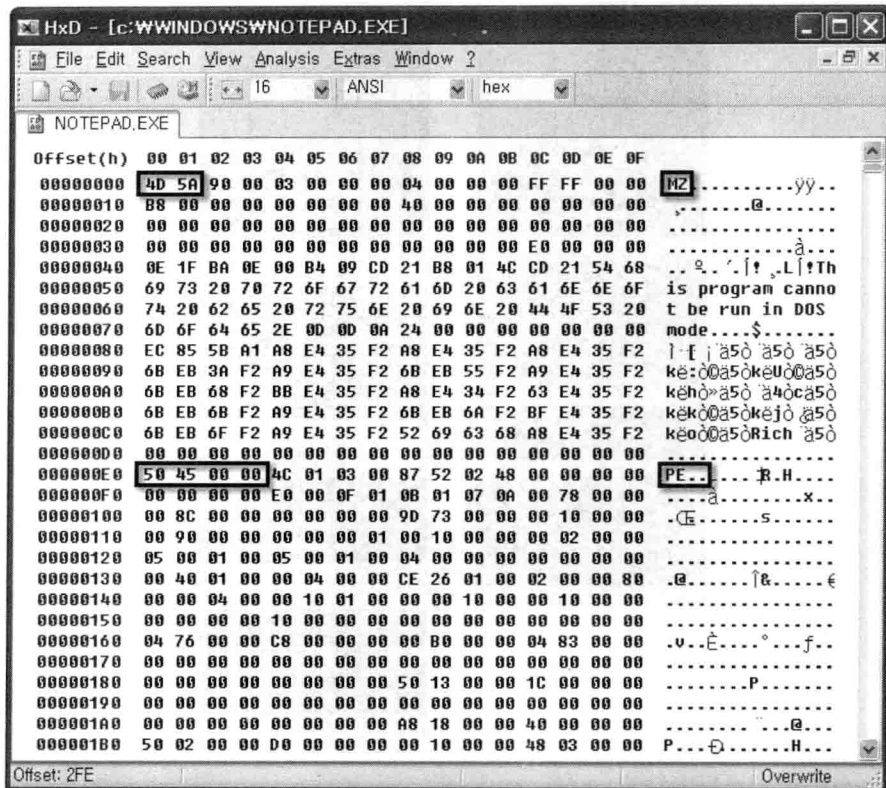 HxD - [c:₩WINDOWS₩NOTEPAD.EXE]
File Edit Search View Analysis Extras Window ?
16 ANSI hex
NOTEPAD.EXE
Offset(h) 00 01 02 03 04 05 06 07 08 09 0A 0B 0C 0D 0E 0F
00000000 4D 5A 90 00 03 00 00 00 04 00 00 00 FF FF 00 00 MZ..........ÿÿ..
00000010 B8 00 00 00 00 00 00 00 40 00 00 00 00 00 00 00 ¸.......@.......
00000020 00 00 00 00 00 00 00 00 00 00 00 00 00 00 00 00 ................
00000030 00 00 00 00 00 00 00 00 00 00 00 00 E0 00 00 00 ............à...
00000040 0E 1F BA 0E 00 B4 09 CD 21 B8 01 4C CD 21 54 68 ..º..´.Í!¸.LÍ!Th
00000050 69 73 20 70 72 6F 67 72 61 6D 20 63 61 6E 6E 6F is program canno
00000060 74 20 62 65 20 72 75 6E 20 69 6E 20 44 4F 53 20 t be run in DOS
00000070 6D 6F 64 65 2E 0D 0D 0A 24 00 00 00 00 00 00 00 mode....$.......
00000080 EC 85 5B A1 A8 E4 35 F2 A8 E4 35 F2 A8 E4 35 F2 [¡¨ä5ò¨ä5ò¨ä5ò
00000090 6B EB 3A F2 A9 E4 35 F2 6B EB 55 F2 A9 E4 35 F2 kë:ò©ä5òkëUò©ä5ò
000000A0 6B EB 68 F2 BB E4 35 F2 A8 E4 34 F2 63 E4 35 F2 këhò»ä5ò¨ä4òcä5ò
000000B0 6B EB 6B F2 A9 E4 35 F2 6B EB 6A F2 BF E4 35 F2 këkò©ä5òkëjò¿ä5ò
000000C0 6B EB 6F F2 A9 E4 35 F2 52 69 63 68 A8 E4 35 F2 këoò©ä5òRich¨ä5ò
000000D0 00 00 00 00 00 00 00 00 00 00 00 00 00 00 00 00 ................
000000E0 50 45 00 00 4C 01 03 00 87 52 02 48 00 00 00 00 PE..L...‡R.H....
000000F0 00 00 00 00 E0 00 0F 01 0B 01 07 0A 00 78 00 00 ....à........x..
00000100 00 8C 00 00 00 00 00 00 9D 73 00 00 00 10 00 00 .Œ.......s......
00000110 00 90 00 00 00 00 00 01 00 10 00 00 00 02 00 00 ................
00000120 05 00 01 00 05 00 01 00 04 00 00 00 00 00 00 00 ................
00000130 00 40 01 00 00 04 00 00 CE 26 01 00 02 00 00 80 .@......Î&.....€
00000140 00 00 04 00 00 10 01 00 00 00 10 00 00 10 00 00 ................
00000150 00 00 00 00 10 00 00 00 00 00 00 00 00 00 00 00 ................
00000160 04 76 00 00 C8 00 00 00 00 B0 00 00 04 83 00 00 .v..È....°...ƒ..
00000170 00 00 00 00 00 00 00 00 00 00 00 00 00 00 00 00 ................
00000180 00 00 00 00 00 00 00 00 50 13 00 00 1C 00 00 00 ........P.......
00000190 00 00 00 00 00 00 00 00 00 00 00 00 00 00 00 00 ................
000001A0 00 00 00 00 00 00 00 00 A8 18 00 00 40 00 00 00 ........¨...@...
000001B0 50 02 00 00 D0 00 00 00 00 10 00 00 48 03 00 00 P...Ð.......H...
Offset: 2FE Overwrite